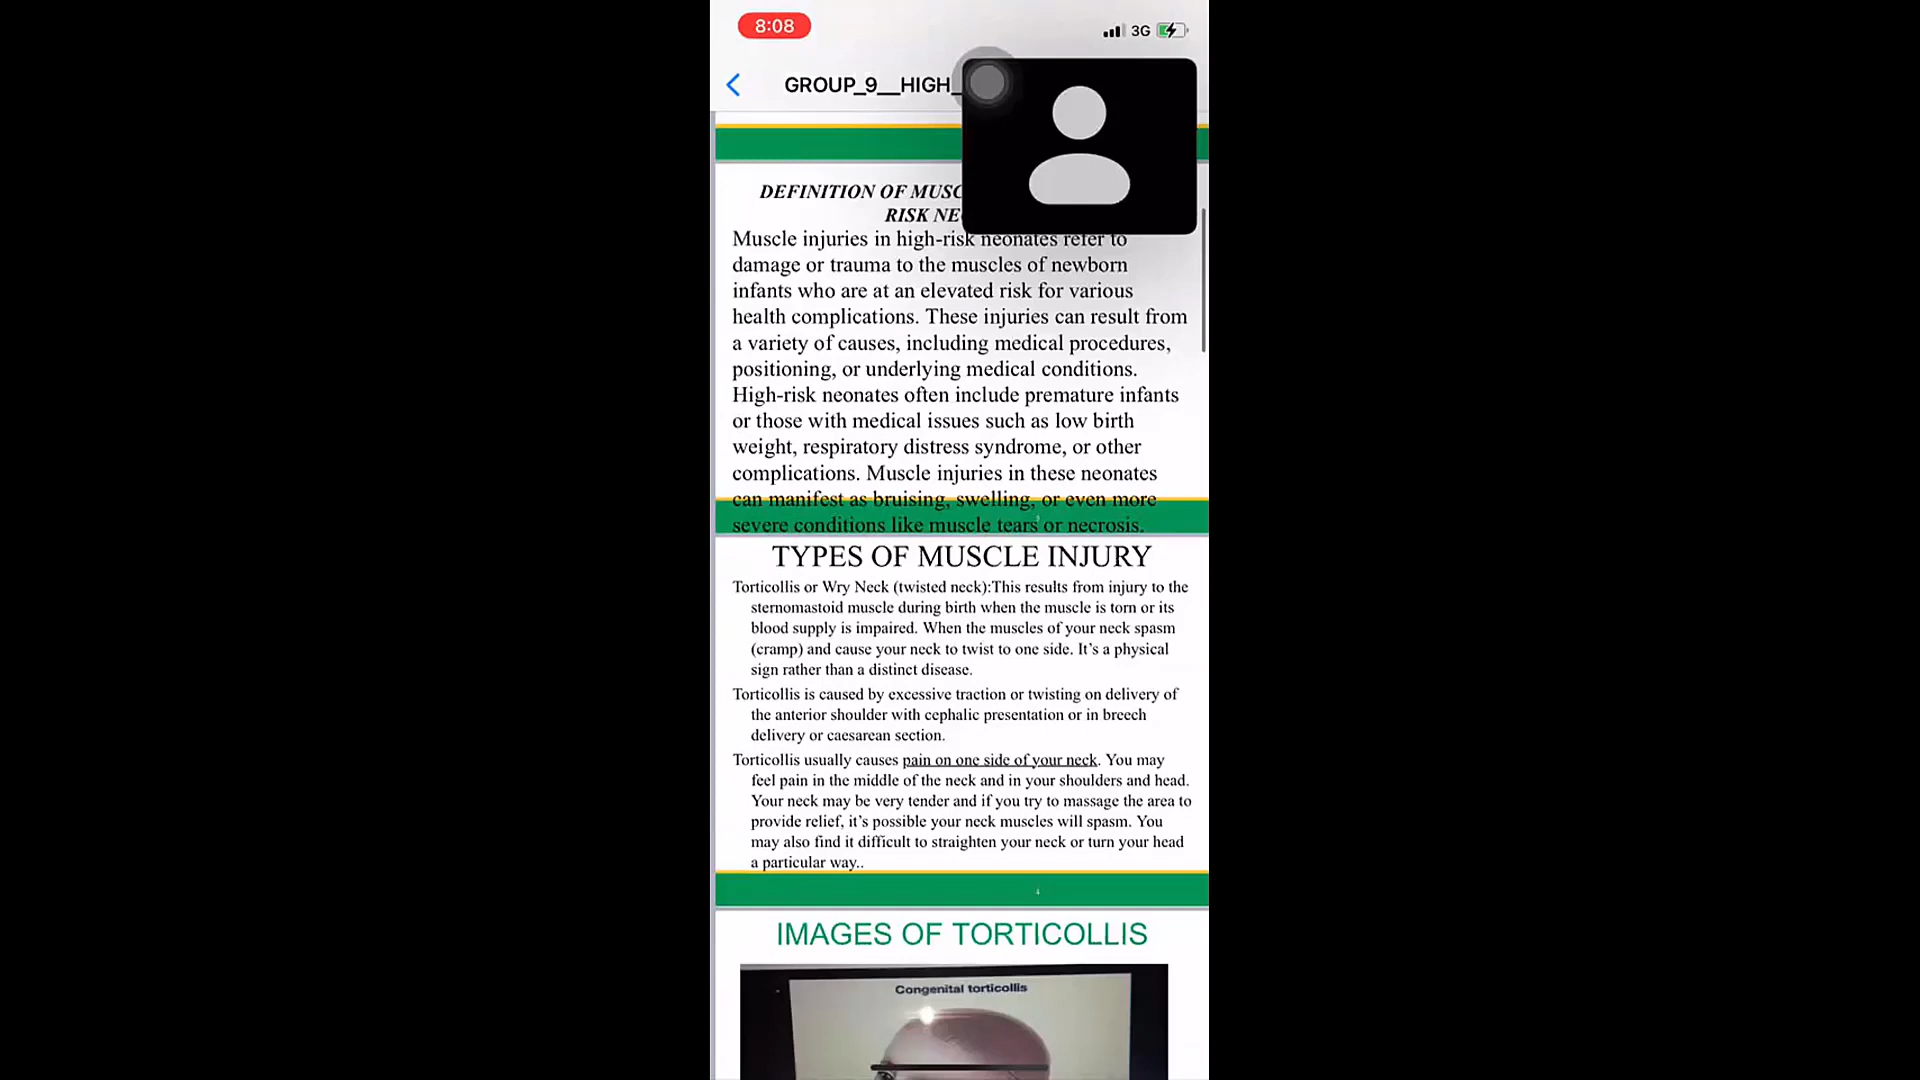 8:08
3G
GROUP_9__HIGH_
DEFINITION OF MUSC
RISK NE
Muscle injuries in high-risk neonates refer to
damage or trauma to the muscles of newborn
infants who are at an elevated risk for various
health complications. These injuries can result from
a variety of causes, including medical procedures,
positioning, or underlying medical conditions.
High-risk neonates often include premature infants
or those with medical issues such as low birth
weight, respiratory distress syndrome, or other
complications. Muscle injuries in these neonates
can manifest as bruising, swelling, or even more
severe conditions like muscle tears or necrosis.
TYPES OF MUSCLE INJURY
Torticollis or Wry Neck (twisted neck):This results from injury to the
sternomastoid muscle during birth when the muscle is torn or its
blood supply is impaired. When the muscles of your neck spasm
(cramp) and cause your neck to twist to one side. It’s a physical
sign rather than a distinct disease.
Torticollis is caused by excessive traction or twisting on delivery of
the anterior shoulder with cephalic presentation or in breech
delivery or caesarean section.
Torticollis usually causes pain on one side of your neck. You may
feel pain in the middle of the neck and in your shoulders and head.
Your neck may be very tender and if you try to massage the area to
provide relief, it’s possible your neck muscles will spasm. You
may also find it difficult to straighten your neck or turn your head
a particular way..
4
IMAGES OF TORTICOLLIS
Congenital torticollis